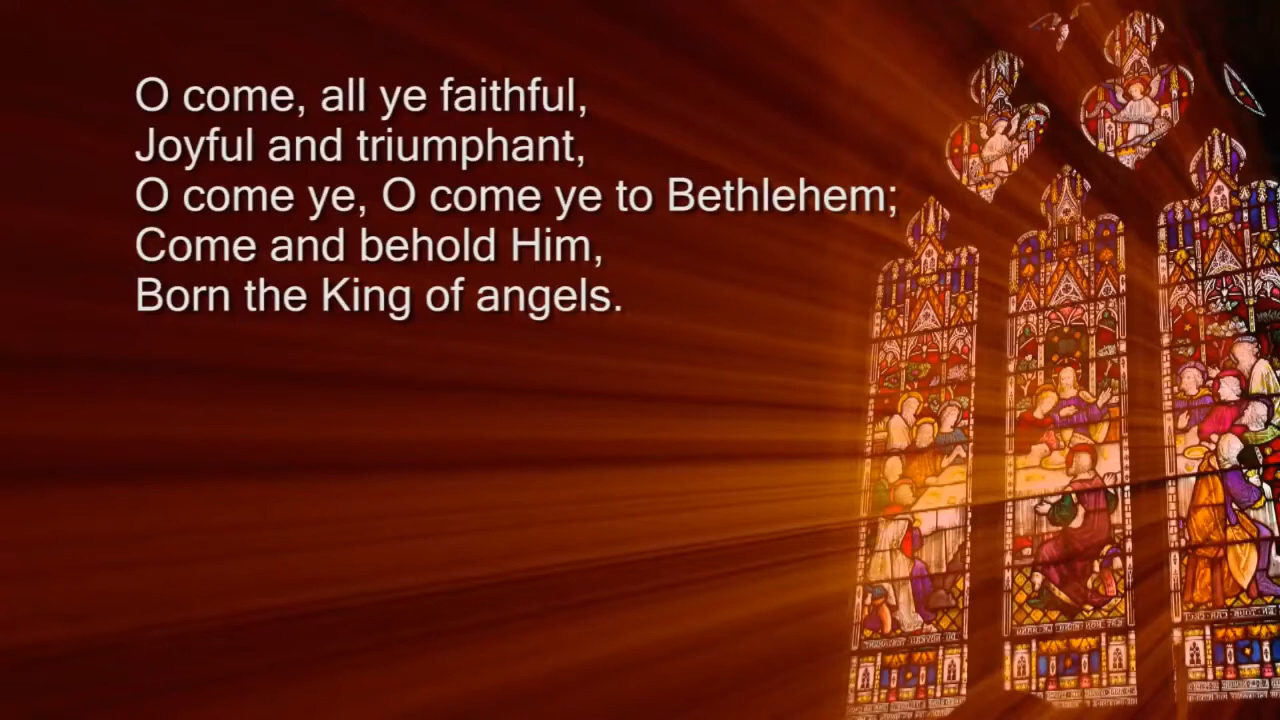 O come, all ye faithful,
Joyful and triumphant,
O come ye, O come ye to Bethlehem;
Come and behold Him,
Born the King of angels.